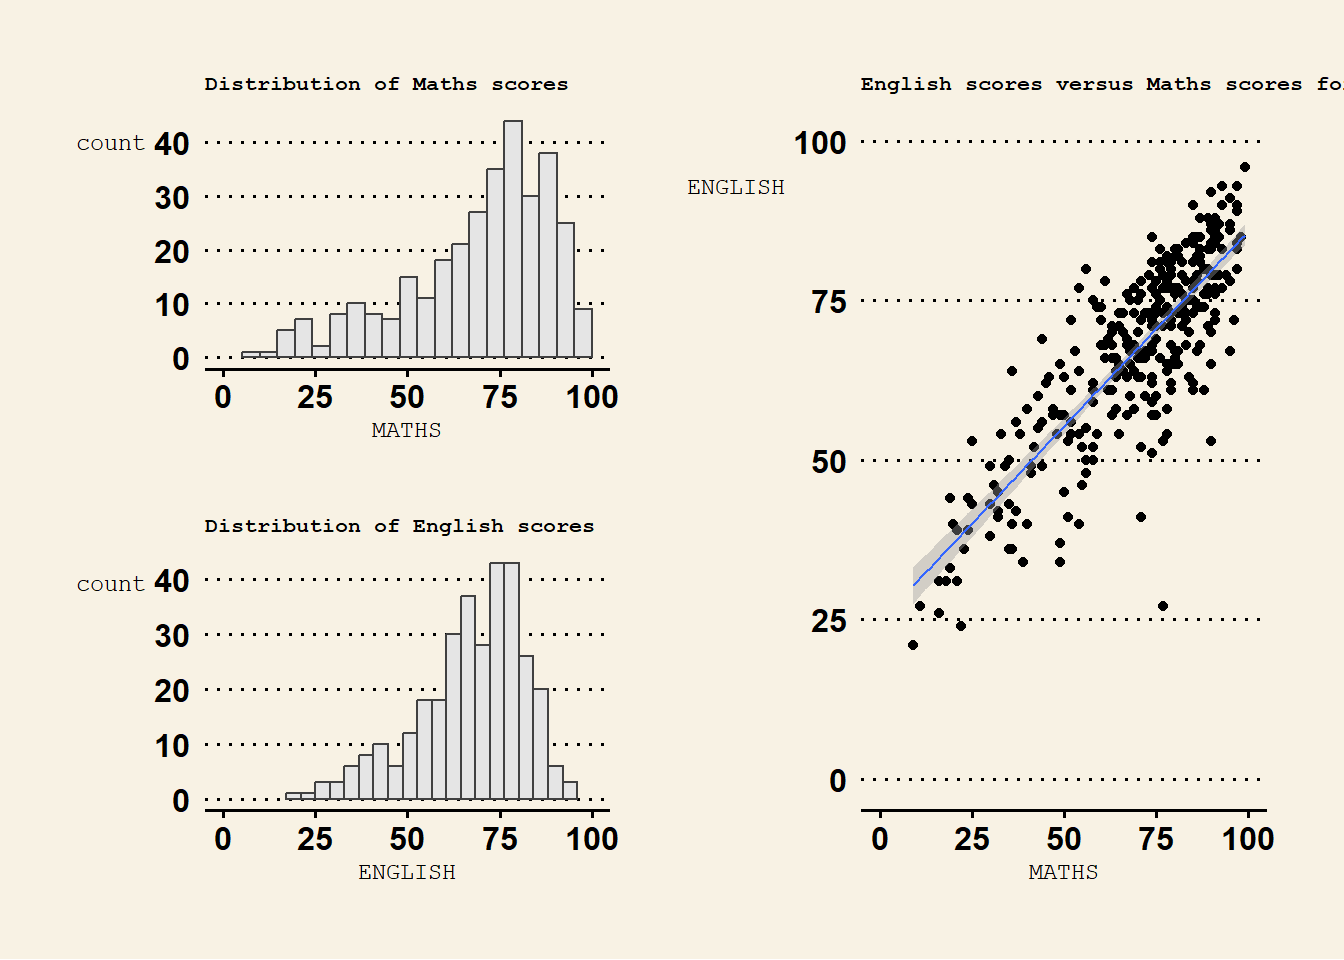 Distribution of Maths scores
count
40
30
20
10
0
0 25 50 75 100
MATHS
Distribution of English scores
count
40
30
20
10
0
0 25 50 75 100
ENGLISH
English scores versus Maths scores
ENGLISH
100
75
50
25
0
0 25 50 75 100
MATHS